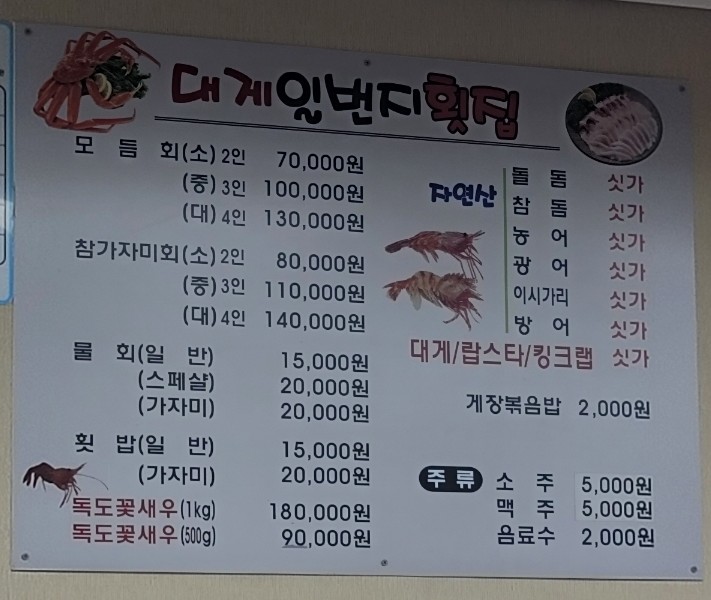 대게일번지횟집
모 듬 회(소)2인 70,000원
(중)3인 100,000원
(대)4인 130,000원
참가자미회(소)2인 80,000원
(중)3인 110,000원
(대)4인 140,000원
물 회(일 반) 15,000원
(스페샬) 20,000원
(가자미) 20,000원
횟 밥(일 반) 15,000원
(가자미) 20,000원
독도꽃새우(1kg) 180,000원
독도꽃새우(500g) 90,000원
자연산
돌 돔 싯가
참 돔 싯가
농 어 싯가
광 어 싯가
이시가리 싯가
방 어 싯가
대게/랍스타/킹크랩 싯가
게장볶음밥 2,000원
주류
소 주 5,000원
맥 주 5,000원
음료수 2,000원